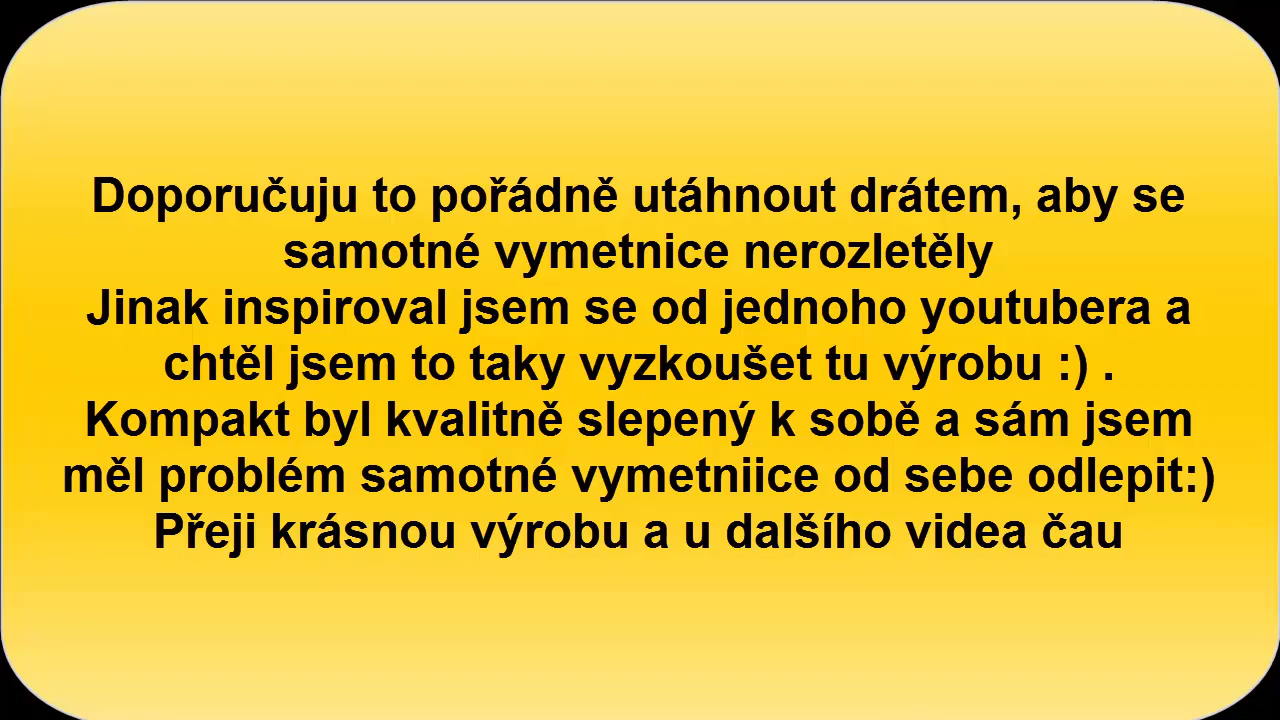 Doporučuju to pořádně utáhnout drátem, aby se
samotné vymetnice nerozletěly
Jinak inspiroval jsem se od jednoho youtubera a
chtěl jsem to taky vyzkoušet tu výrobu :) .
Kompakt byl kvalitně slepený k sobě a sám jsem
měl problém samotné vymetniice od sebe odlepit:)
Přeji krásnou výrobu a u dalšího videa čau